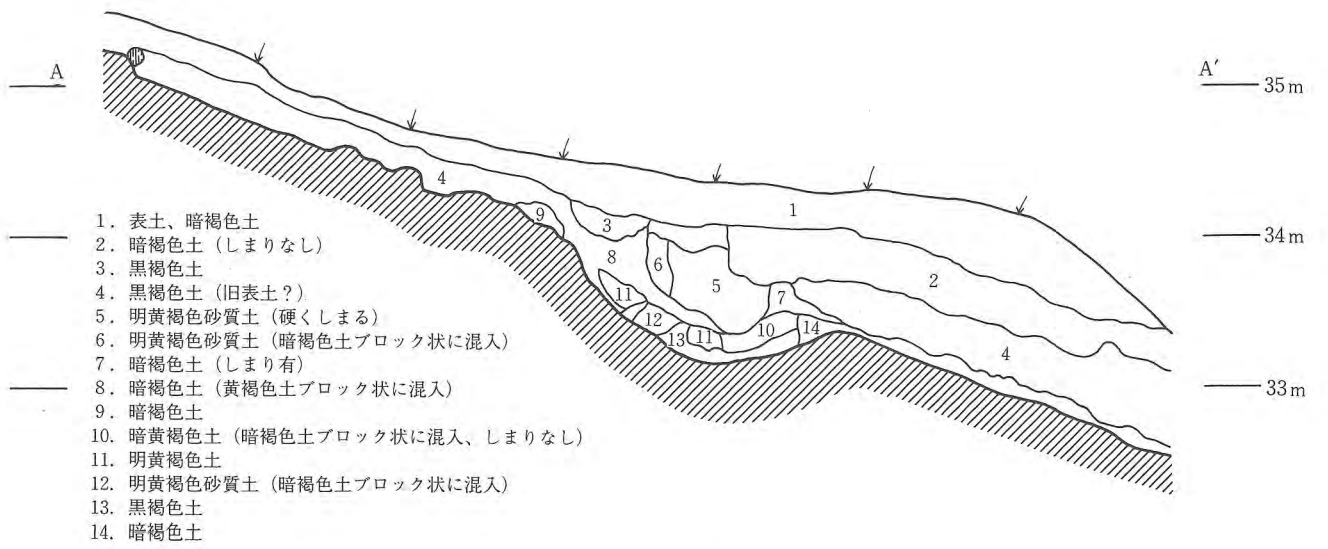 A
A′
35m
34m
33m
1．表土、暗褐色土
2．暗褐色土（しまりなし）
3．黒褐色土
4．黒褐色土（旧表土？）
5．明黄褐色砂質土（硬くしまる）
6．明黄褐色砂質土（暗褐色土ブロック状に混入）
7．暗褐色土（しまり有）
8．暗褐色土（黄褐色土ブロック状に混入）
9．暗褐色土
10．暗黄褐色土（暗褐色土ブロック状に混入、しまりなし）
11．明黄褐色土
12．明黄褐色砂質土（暗褐色土ブロック状に混入）
13．黒褐色土
14．暗褐色土
4
9
3
1
8
6
5
2
7
11
12
13
11
10
14
4